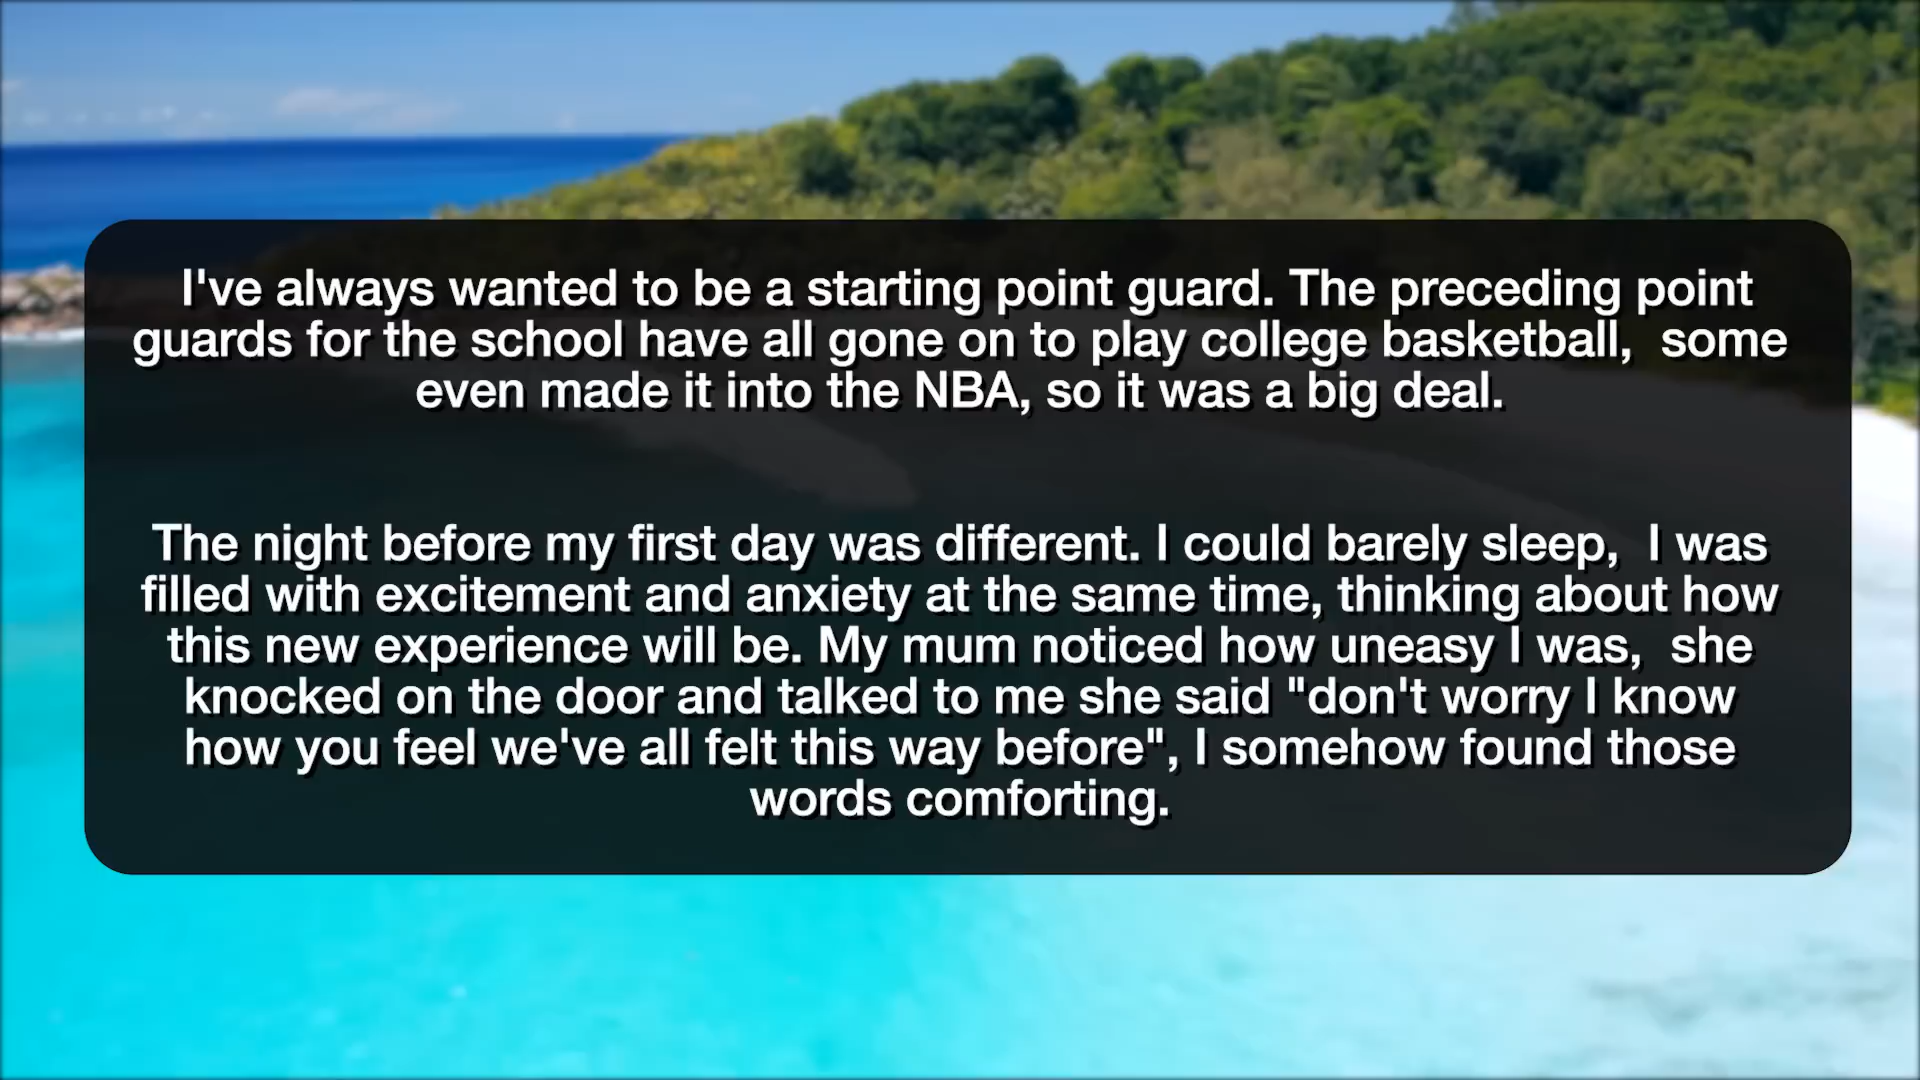 I've always wanted to be a starting point guard. The preceding point
guards for the school have all gone on to play college basketball,  some
even made it into the NBA, so it was a big deal.
The night before my first day was different. I could barely sleep,  I was
filled with excitement and anxiety at the same time, thinking about how
this new experience will be. My mum noticed how uneasy I was,  she
knocked on the door and talked to me she said "don't worry I know
how you feel we've all felt this way before", I somehow found those
words comforting.